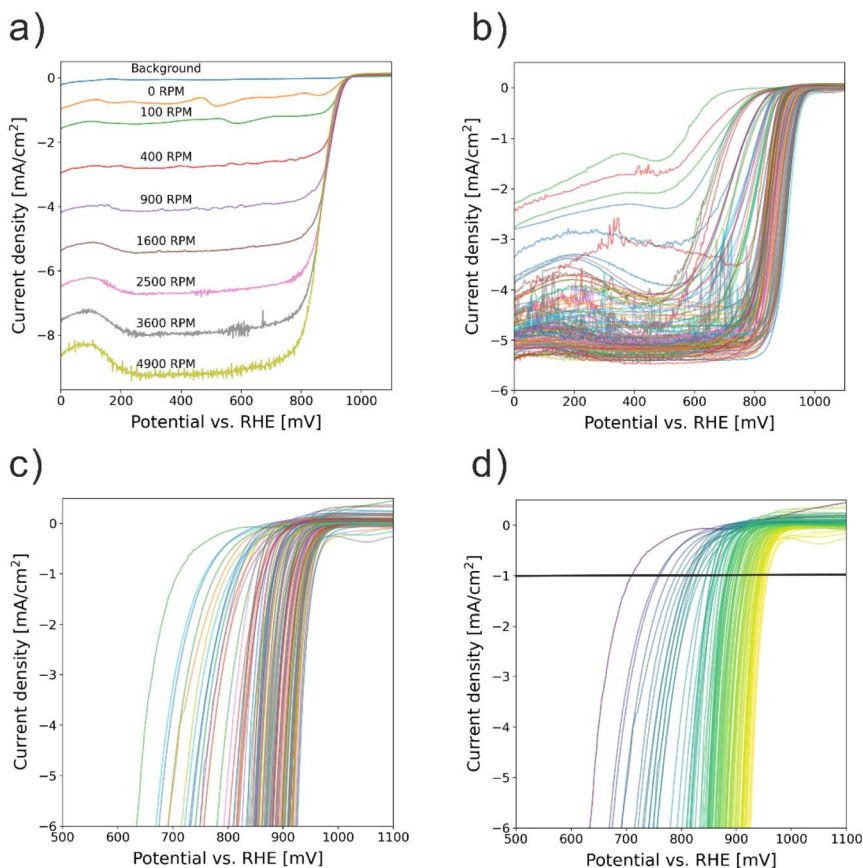 a)
Background
0 RPM
100 RPM
400 RPM
900 RPM
1600 RPM
2500 RPM
3600 RPM
4900 RPM
0
−2
−4
−6
−8
Current density [mA/cm²]
0 200 400 600 800 1000
Potential vs. RHE [mV]
b)
0
−1
−2
−3
−4
−5
−6
Current density [mA/cm²]
0 200 400 600 800 1000
Potential vs. RHE [mV]
c)
0
−1
−2
−3
−4
−5
−6
Current density [mA/cm²]
500 600 700 800 900 1000 1100
Potential vs. RHE [mV]
d)
0
−1
−2
−3
−4
−5
−6
Current density [mA/cm²]
500 600 700 800 900 1000 1100
Potential vs. RHE [mV]